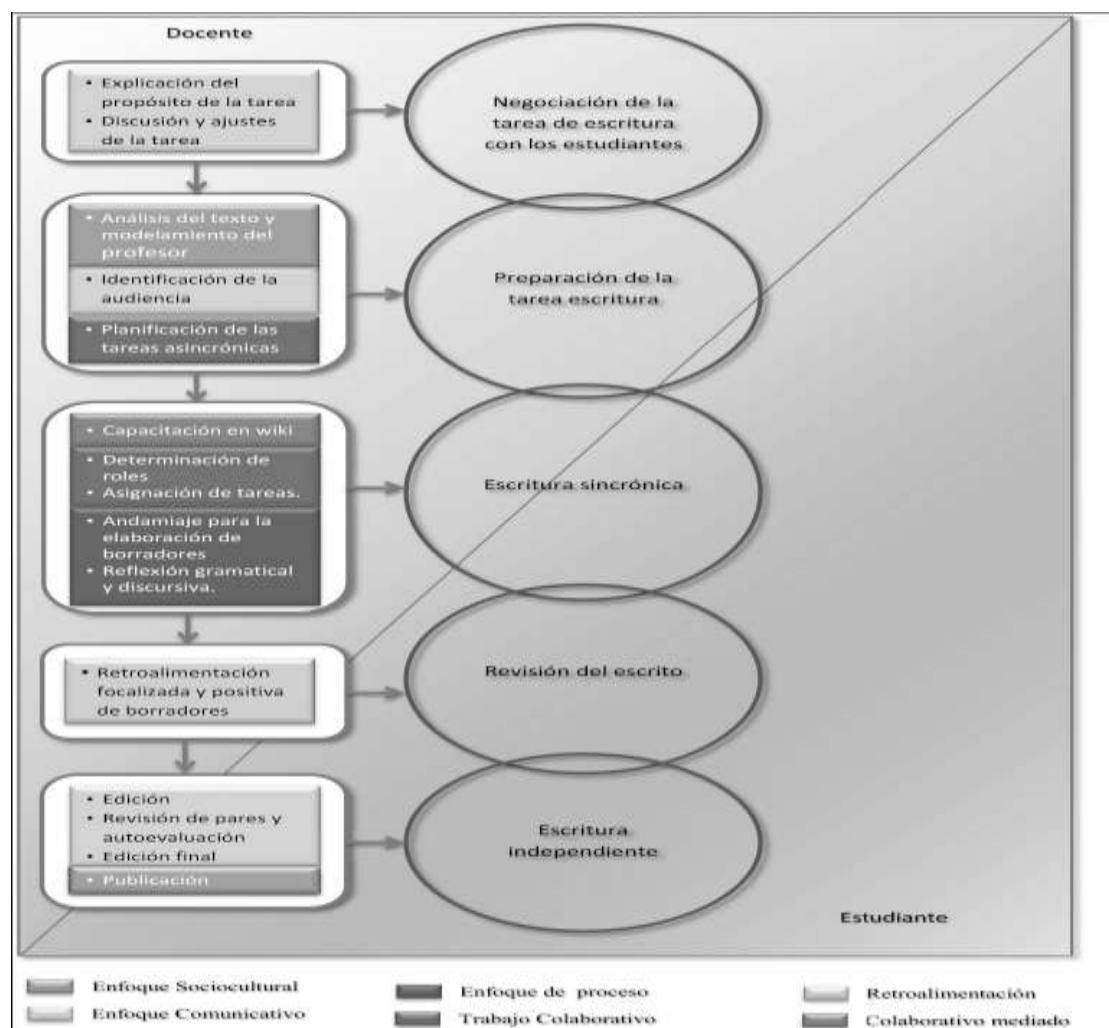 Docente
• Explicación del
propósito de la tarea
• Discusión y ajustes
de la tarea
Negociación de la
tarea de escritura
con los estudiantes
• Análisis del texto y
modelamiento del
profesor
• Identificación de la
audiencia
• Planificación de las
tareas asincrónicas
Preparación de la
tarea escritura
• Capacitación en wiki
• Determinación de
roles
• Asignación de tareas.
• Andamiaje para la
elaboración de
borradores
• Reflexión gramatical
y discursiva.
Escritura sincrónica
• Retroalimentación
focalizada y positiva
de borradores
Revisión del escrito
• Edición
• Revisión de pares y
autoevaluación
• Edición final
• Publicación
Escritura
independiente
Estudiante
Enfoque Sociocultural
Enfoque de proceso
Retroalimentación
Enfoque Comunicativo
Trabajo Colaborativo
Colaborativo mediado